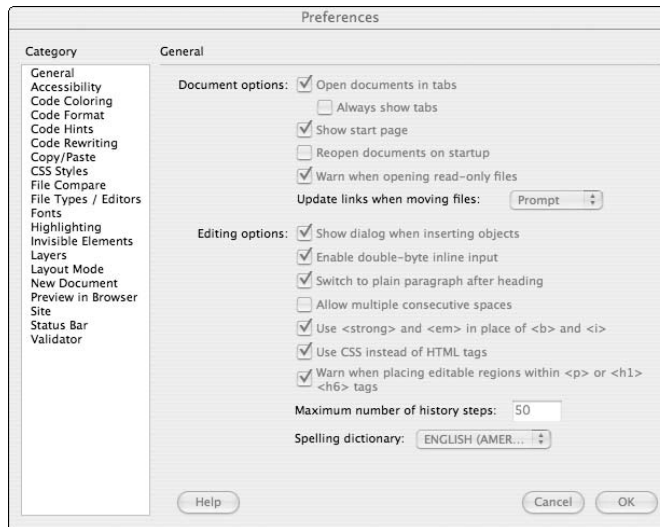 Preferences
Category
General
Accessibility
Code Coloring
Code Format
Code Hints
Code Rewriting
Copy/Paste
CSS Styles
File Compare
File Types / Editors
Fonts
Highlighting
Invisible Elements
Layers
Layout Mode
New Document
Preview in Browser
Site
Status Bar
Validator
General
Document options: Open documents in tabs
Always show tabs
Show start page
Reopen documents on startup
Warn when opening read-only files
Update links when moving files: Prompt
Editing options: Show dialog when inserting objects
Enable double-byte inline input
Switch to plain paragraph after heading
Allow multiple consecutive spaces
Use <strong> and <em> in place of <b> and <i>
Use CSS instead of HTML tags
Warn when placing editable regions within <p> or <h1>
<h6> tags
Maximum number of history steps: 50
Spelling dictionary: ENGLISH (AMER...
Help Cancel OK